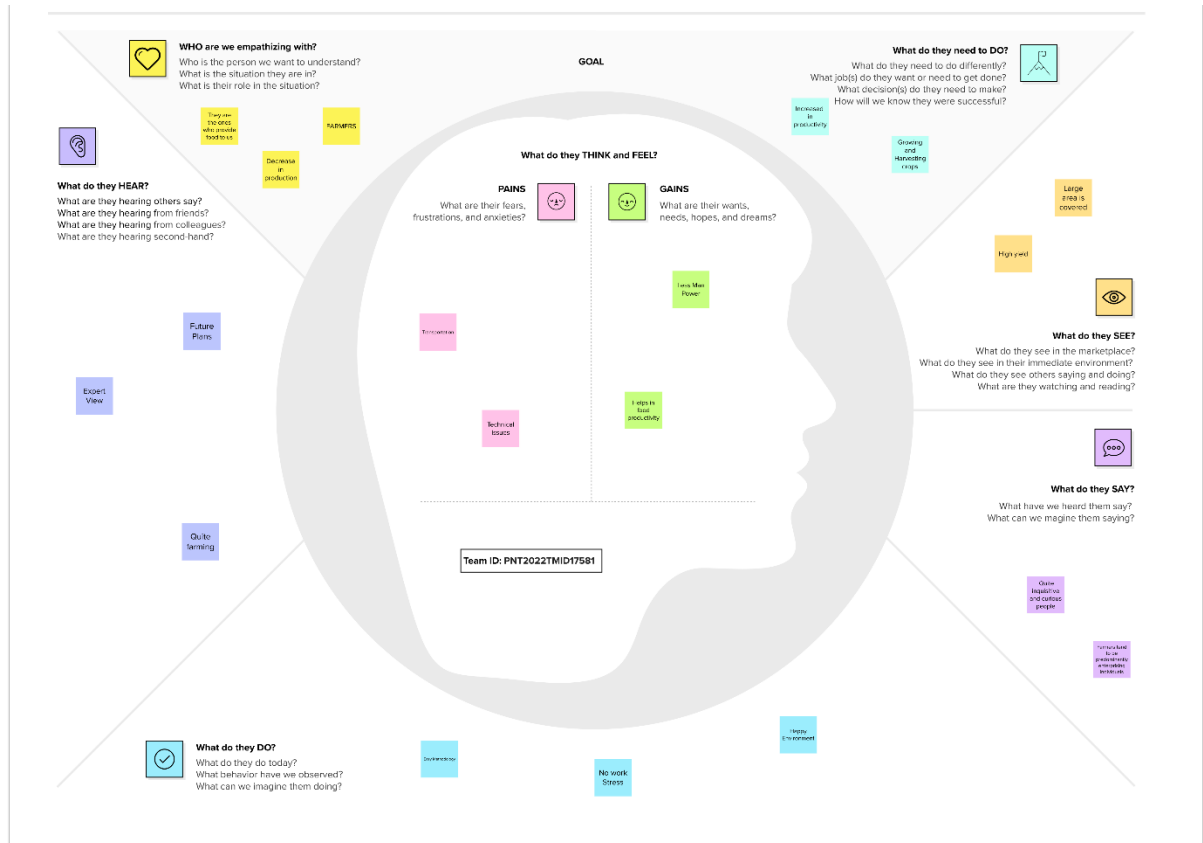 WHO are we empathizing with?
Who is the person we want to understand?
What is the situation they are in?
What is their role in the situation?
They are
the ones
who provide
food to us
FARMERS
Decrease
in
production
GOAL
What do they need to DO?
What do they need to do differently?
What job(s) do they want or need to get done?
What decision(s) do they need to make?
How will we know they were successful?
Increased
in
productivity
Growing
and
Harvesting
crops
What do they HEAR?
What are they hearing others say?
What are they hearing from friends?
What are they hearing from colleagues?
What are they hearing second-hand?
Future
Plans
Expert
View
Quite
farming
What do they THINK and FEEL?
PAINS
What are their fears,
frustrations, and anxieties?
Transportation
Technical
Issues
GAINS
What are their wants,
needs, hopes, and dreams?
Less Man
Power
Helps in
food
productivity
Team ID: PNT2022TMID17581
Large
area is
covered
High yield
What do they SEE?
What do they see in the marketplace?
What do they see in their immediate environment?
What do they see others saying and doing?
What are they watching and reading?
What do they SAY?
What have we heard them say?
What can we magine them saying?
Quite
inquisitive
and curious
people
Farmers tend
to be
predominantly
enterprising
individuals
What do they DO?
What do they do today?
What behavior have we observed?
What can we imagine them doing?
No work
Stress
Happy
Environment